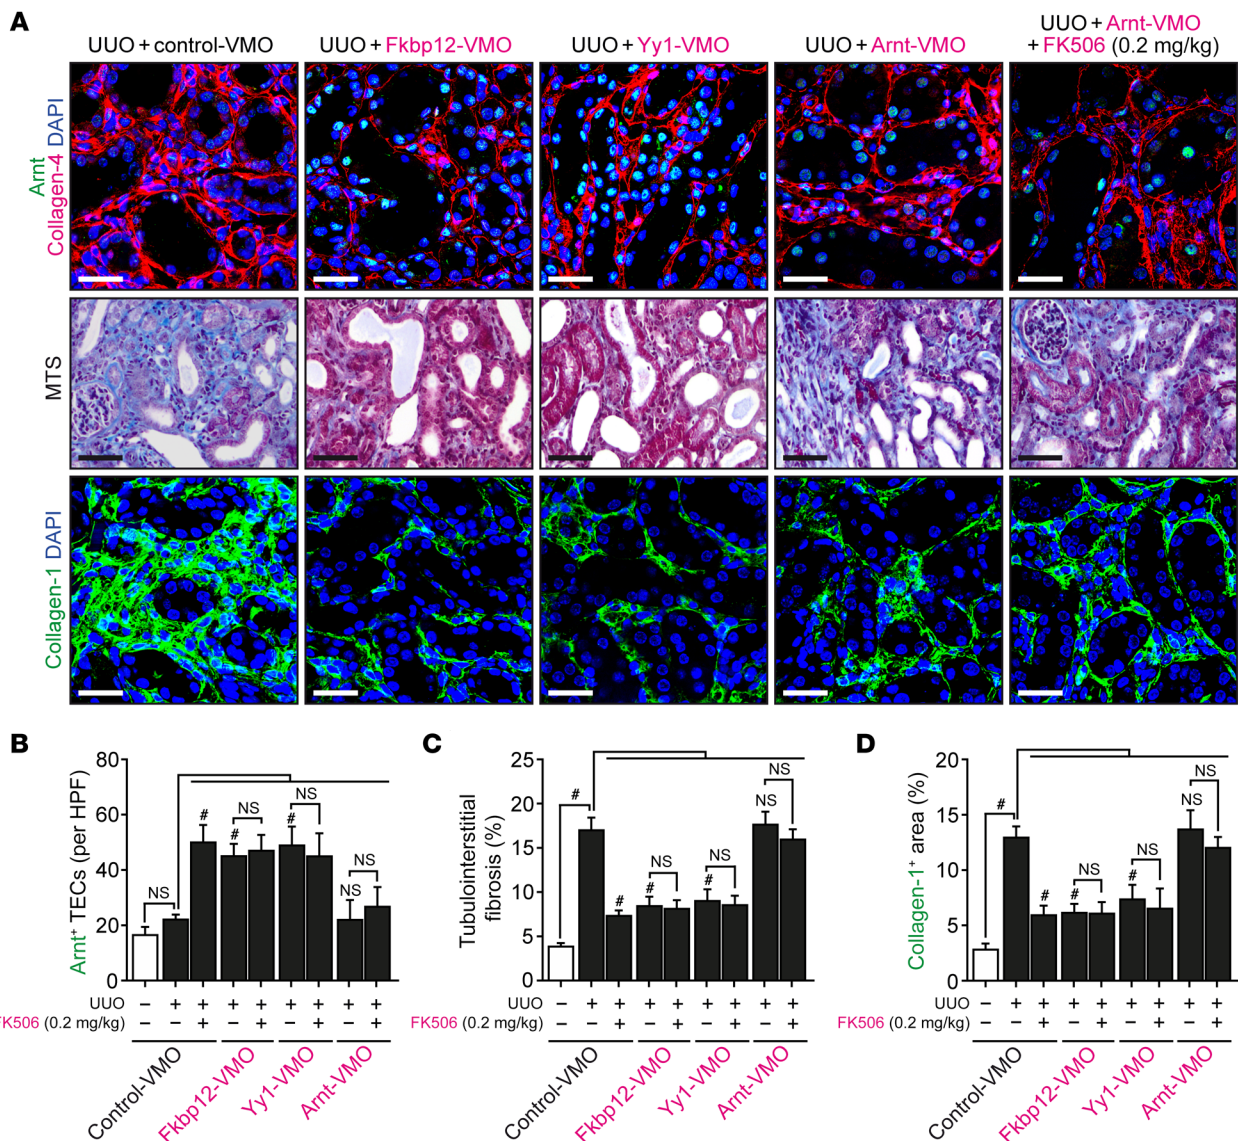 A
UUO + control-VMO
UUO + Fkbp12-VMO
UUO + Yy1-VMO
UUO + Arnt-VMO
UUO + Arnt-VMO
+ FK506 (0.2 mg/kg)
Arnt
Collagen-4 DAPI
MTS
Collagen-1 DAPI
B
Arnt+ TECs (per HPF)
80
60
40
20
0
NS
#
#
NS
#
NS
NS
NS
UUO
− + + + + + + + +
FK506 (0.2 mg/kg)
− − + − + − + − +
Control-VMO
Fkbp12-VMO
Yy1-VMO
Arnt-VMO
C
Tubulointerstitial
fibrosis (%)
25
20
15
10
5
0
#
#
#
NS
#
NS
NS
NS
UUO
− + + + + + + + +
FK506 (0.2 mg/kg)
− − + − + − + − +
Control-VMO
Fkbp12-VMO
Yy1-VMO
Arnt-VMO
D
Collagen-1+ area (%)
20
15
10
5
0
#
#
#
NS
#
NS
NS
NS
UUO
− + + + + + + + +
FK506 (0.2 mg/kg)
− − + − + − + − +
Control-VMO
Fkbp12-VMO
Yy1-VMO
Arnt-VMO